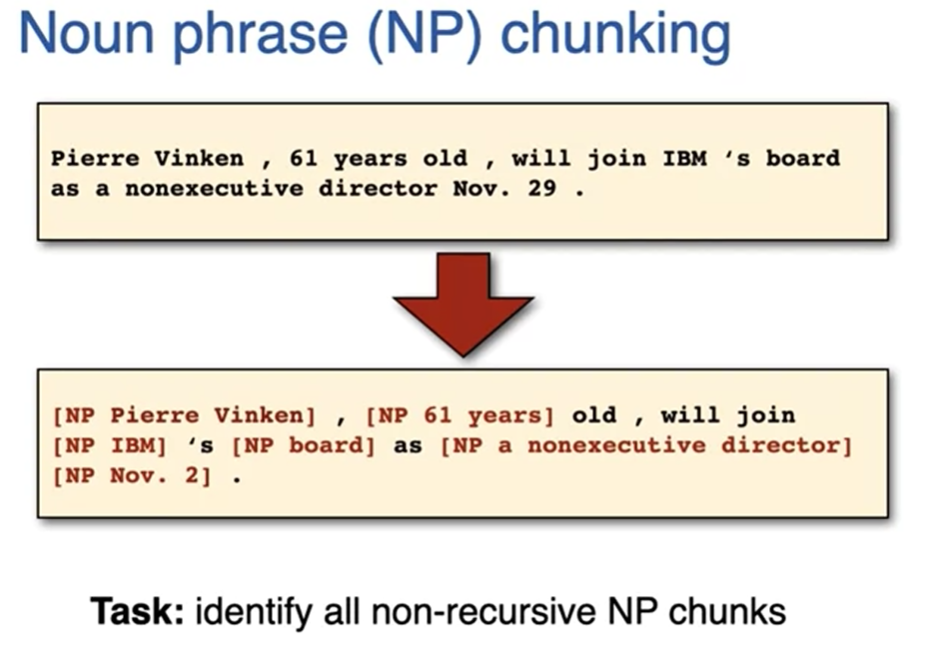 Noun phrase (NP) chunking
Pierre Vinken , 61 years old , will join IBM ‘s board
as a nonexecutive director Nov. 29 .
[NP Pierre Vinken] , [NP 61 years] old , will join
[NP IBM] ‘s [NP board] as [NP a nonexecutive director]
[NP Nov. 2] .
Task: identify all non-recursive NP chunks